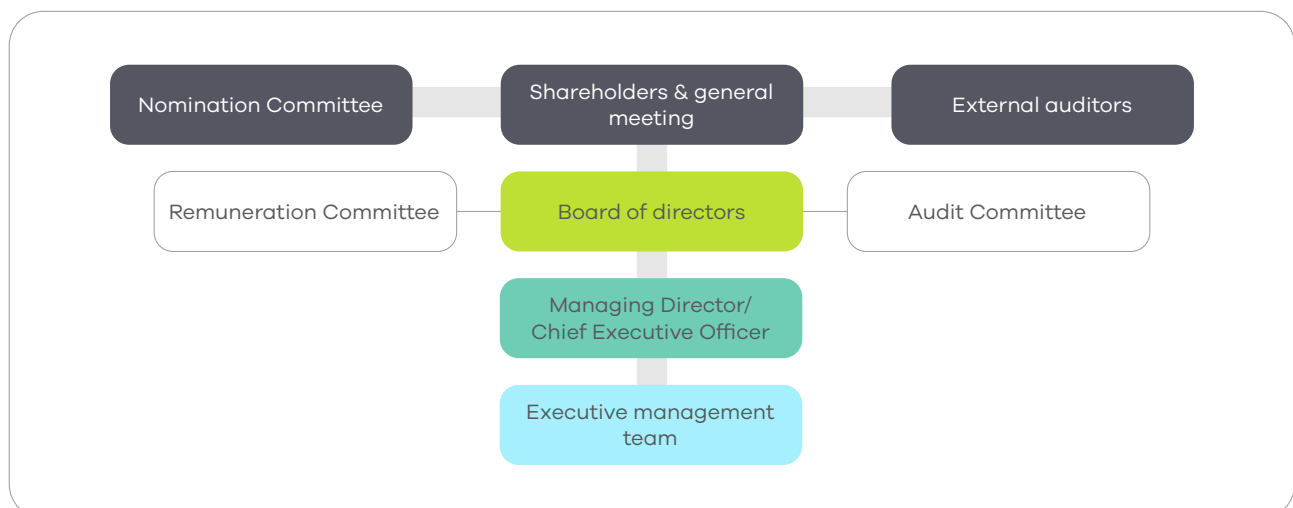 Nomination Committee
Shareholders & general
meeting
External auditors
Remuneration Committee
Board of directors
Audit Committee
Managing Director/
Chief Executive Officer
Executive management
team